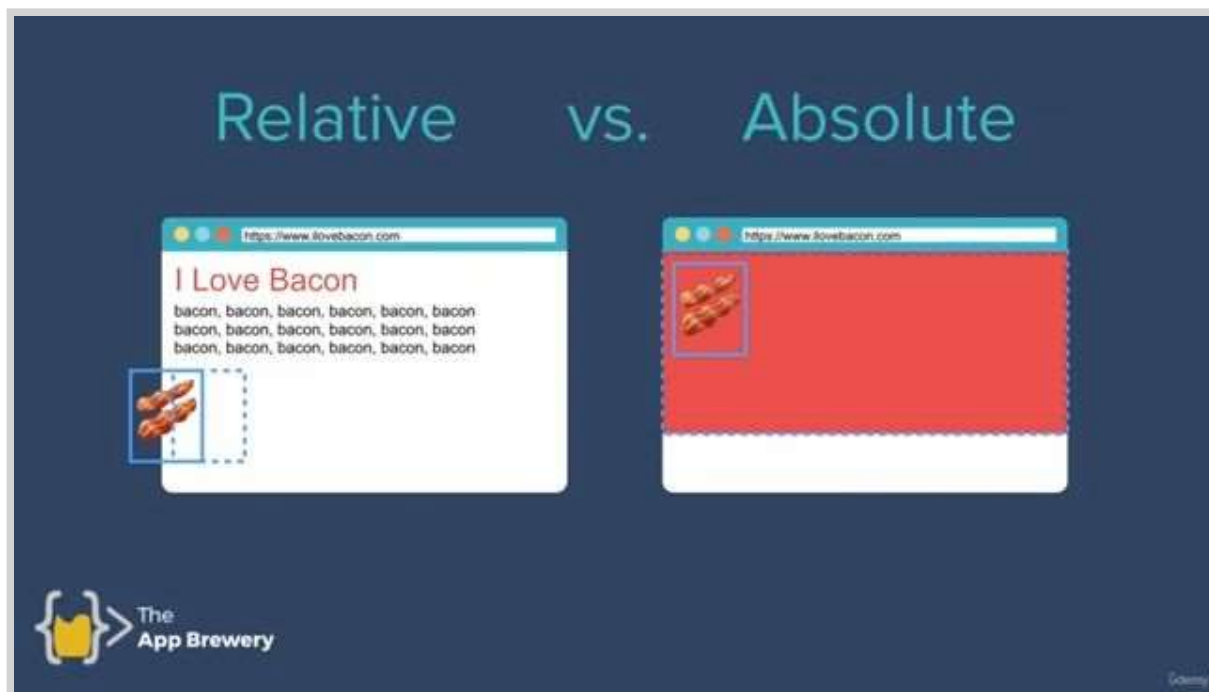 Relative vs. Absolute
https://www.ilovebacon.com
https://www.ilovebacon.com
I Love Bacon
bacon, bacon, bacon, bacon, bacon, bacon
bacon, bacon, bacon, bacon, bacon, bacon
bacon, bacon, bacon, bacon, bacon, bacon
The
App Brewery
Udemy